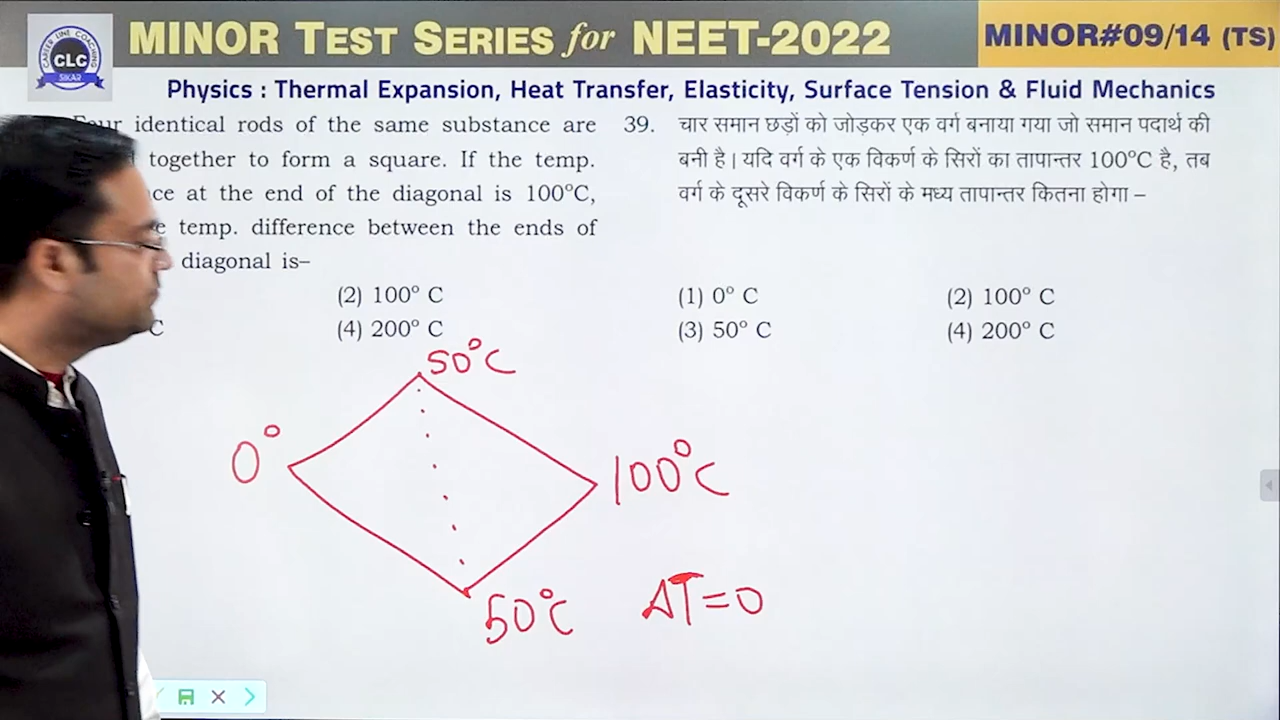 CAREER LINE COACHING
CLC
SIKAR
MINOR TEST SERIES for NEET-2022
MINOR#09/14 (TS)
Physics : Thermal Expansion, Heat Transfer, Elasticity, Surface Tension & Fluid Mechanics
identical rods of the same substance are
together to form a square. If the temp.
at the end of the diagonal is 100°C,
temp. difference between the ends of
diagonal is–
(2) 100° C
C (4) 200° C
39. चार समान छड़ों को जोड़कर एक वर्ग बनाया गया जो समान पदार्थ की
बनी है। यदि वर्ग के एक विकर्ण के सिरों का तापान्तर 100°C है, तब
वर्ग के दूसरे विकर्ण के सिरों के मध्य तापान्तर कितना होगा –
(1) 0° C (2) 100° C
(3) 50° C (4) 200° C
50°C
0°
100°C
50°C
ΔT=0